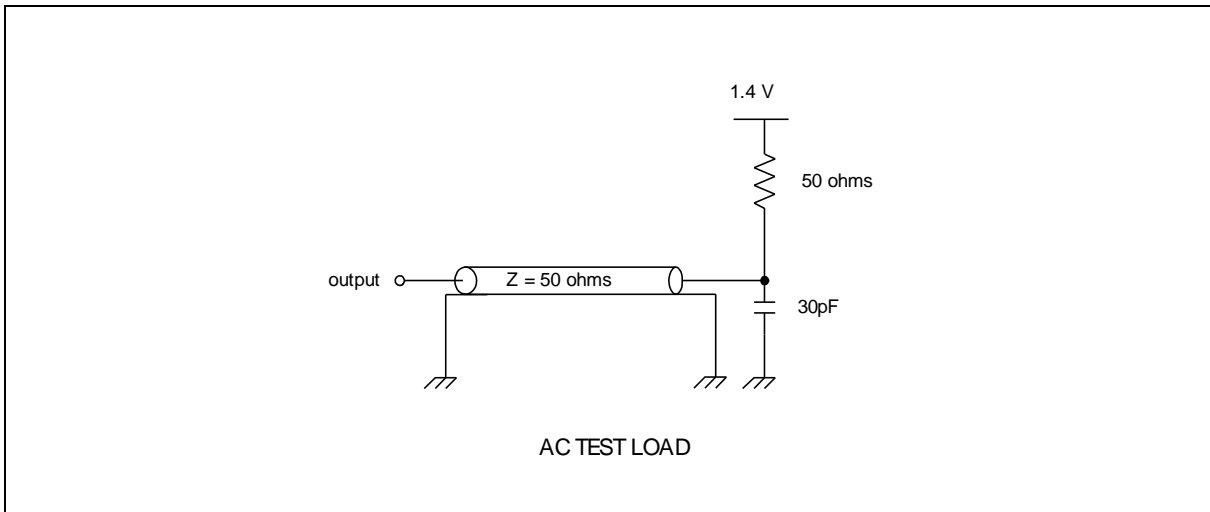 1.4 V
50 ohms
output
Z = 50 ohms
30pF
AC TEST LOAD